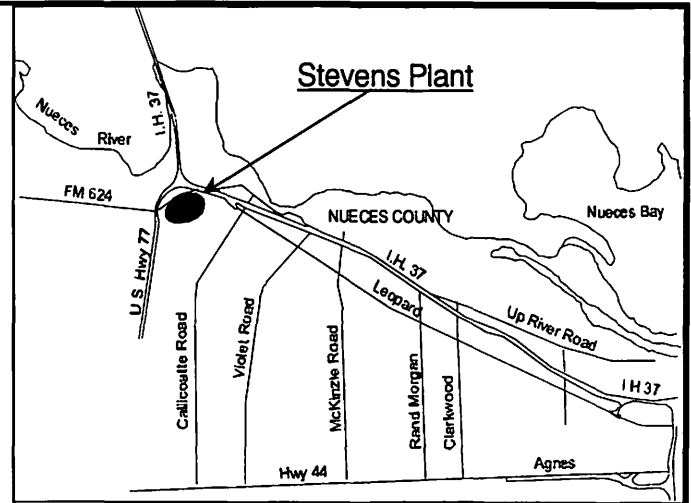 Stevens Plant
Nueces
River
I.H. 37
FM 624
U S Hwy 77
NUECES COUNTY
Nueces Bay
I.H. 37
Leopard
Up River Road
Callicoatte Road
Violet Road
McKinzie Road
Rand Morgan
Clarkwood
I H 37
Hwy 44
Agnes